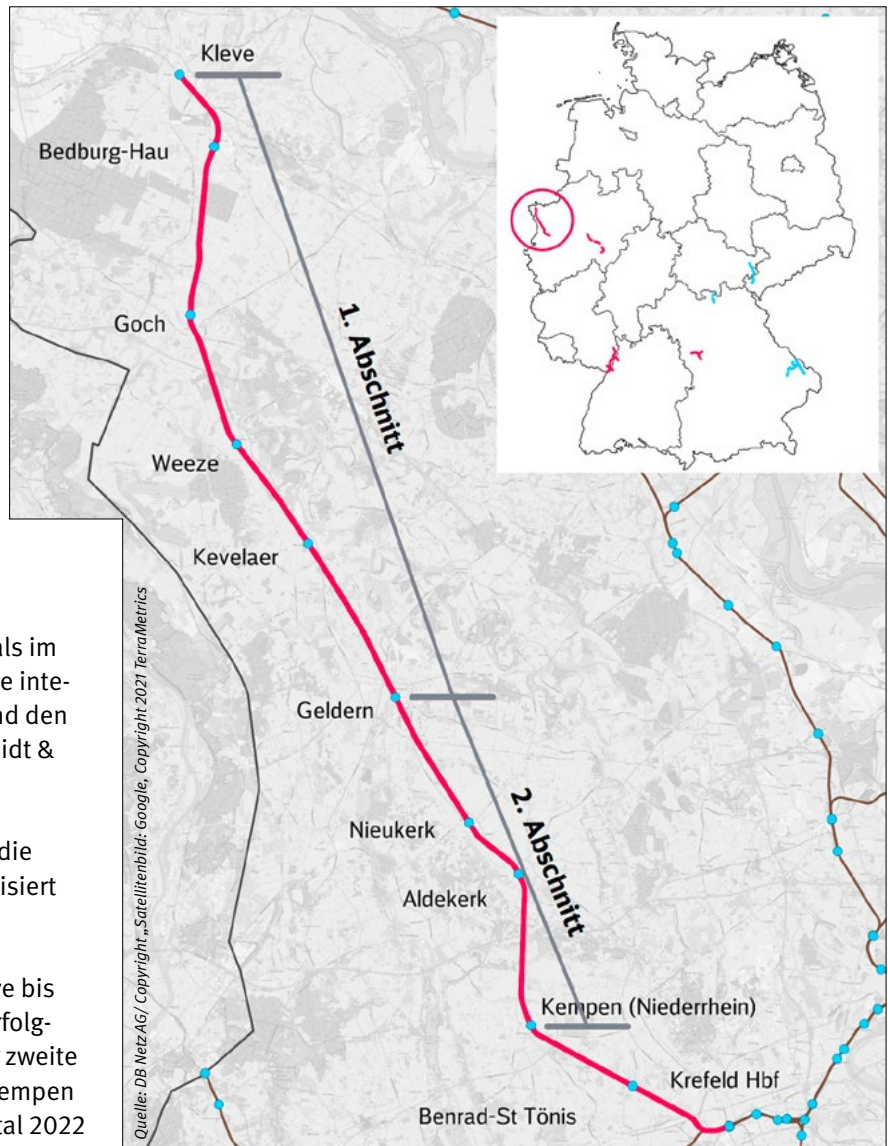 Kleve
Bedburg-Hau
Goch
1. Abschnitt
Weeze
Kevelaer
Geldern
Nieukerk
2. Abschnitt
Aldekerk
Kempen (Niederrhein)
Krefeld Hbf
Benrad-St Tönis
als im
e inte-
nd den
idt &
die
isiert
ve bis
rfolg-
zweite
empen
tal 2022
Quelle: DB Netz AG/ Copyright „Satellitenbild: Google, Copyright 2021 TerraMetrics